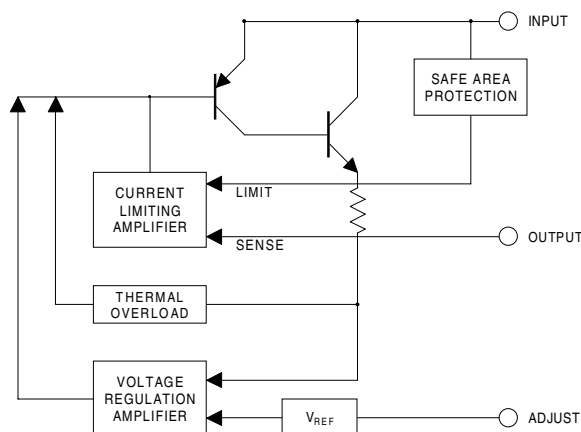 INPUT
SAFE AREA
PROTECTION
CURRENT
LIMITING
AMPLIFIER
LIMIT
SENSE
OUTPUT
THERMAL
OVERLOAD
VOLTAGE
REGULATION
AMPLIFIER
VREF
ADJUST